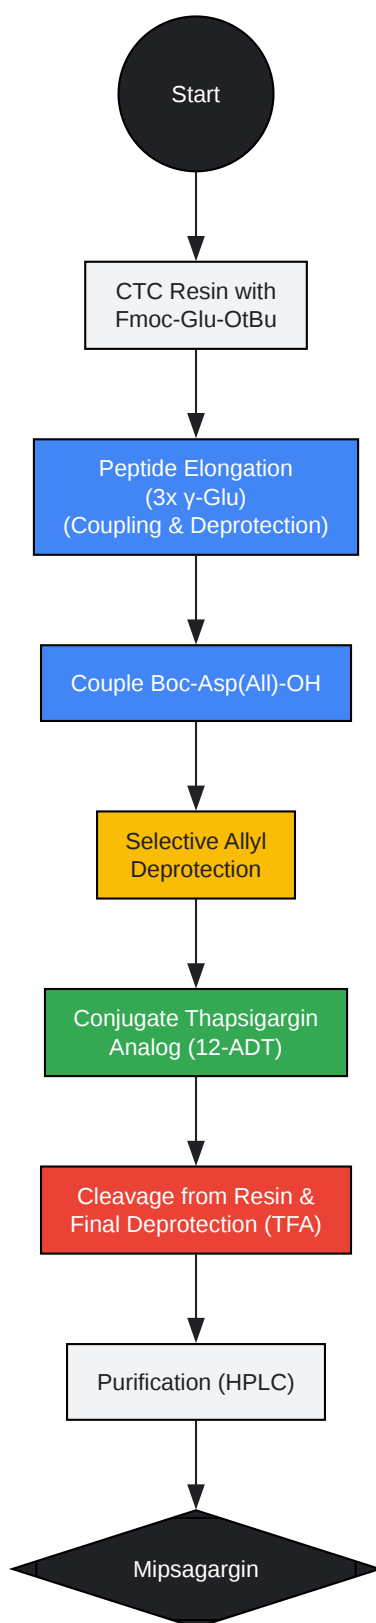 Start
CTC Resin with
Fmoc-Glu-OtBu
Peptide Elongation
(3x γ-Glu)
(Coupling & Deprotection)
Couple Boc-Asp(All)-OH
Selective Allyl
Deprotection
Conjugate Thapsigargin
Analog (12-ADT)
Cleavage from Resin &
Final Deprotection (TFA)
Purification (HPLC)
Mipsagargin